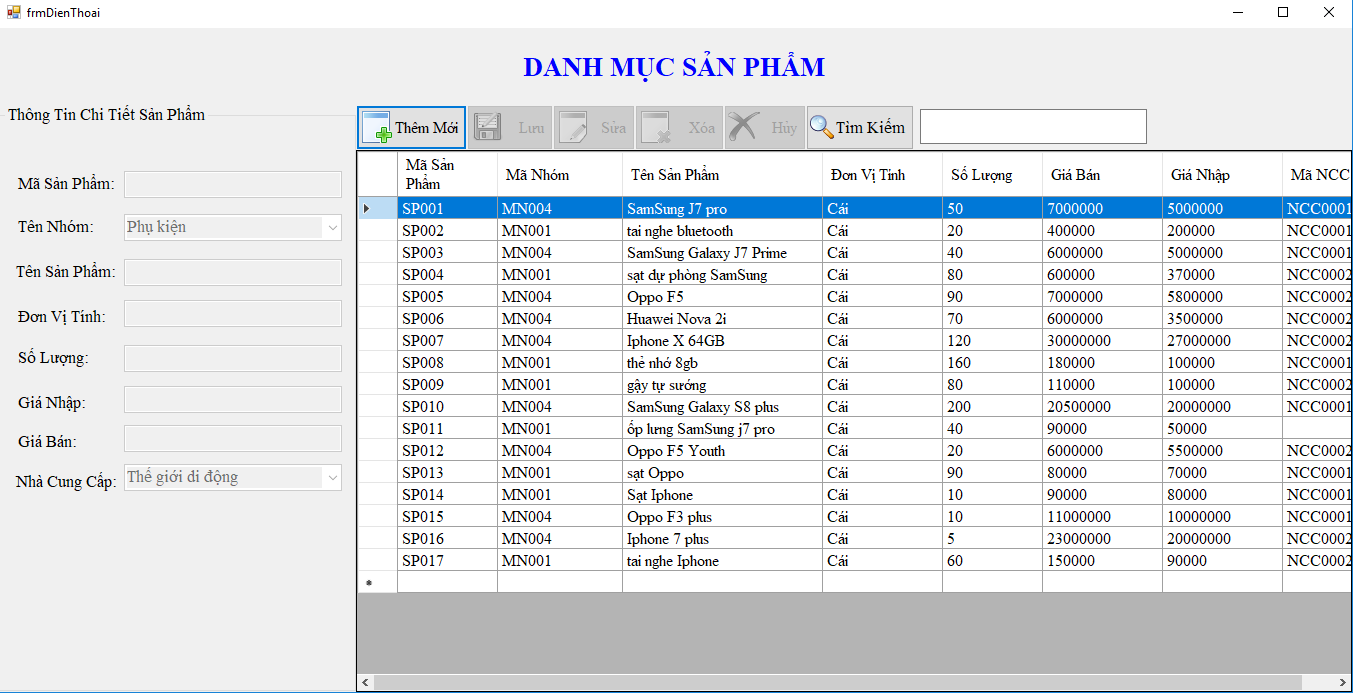 frmDienThoai
DANH MỤC SẢN PHẨM
Thông Tin Chi Tiết Sản Phẩm
Mã Sản Phẩm:
Tên Nhóm: Phụ kiện
Tên Sản Phẩm:
Đơn Vị Tính:
Số Lượng:
Giá Nhập:
Giá Bán:
Nhà Cung Cấp: Thế giới di động
Thêm Mới Lưu Sửa Xóa Hủy Tìm Kiếm
Mã Sản Phẩm Mã Nhóm Tên Sản Phẩm Đơn Vị Tính Số Lượng Giá Bán Giá Nhập Mã NCC
SP001 MN004 SamSung J7 pro Cái 50 7000000 5000000 NCC0001
SP002 MN001 tai nghe bluetooth Cái 20 400000 200000 NCC0001
SP003 MN004 SamSung Galaxy J7 Prime Cái 40 6000000 5000000 NCC0001
SP004 MN001 sạt dự phòng SamSung Cái 80 600000 370000 NCC0002
SP005 MN004 Oppo F5 Cái 90 7000000 5800000 NCC0002
SP006 MN004 Huawei Nova 2i Cái 70 6000000 3500000 NCC0002
SP007 MN004 Iphone X 64GB Cái 120 30000000 27000000 NCC0002
SP008 MN001 thẻ nhớ 8gb Cái 160 180000 100000 NCC0001
SP009 MN001 gậy tự sướng Cái 80 110000 100000 NCC0002
SP010 MN004 SamSung Galaxy S8 plus Cái 200 20500000 20000000 NCC0001
SP011 MN001 ốp lưng SamSung j7 pro Cái 40 90000 50000
SP012 MN004 Oppo F5 Youth Cái 20 6000000 5500000 NCC0002
SP013 MN001 sạt Oppo Cái 90 80000 70000 NCC0001
SP014 MN001 Sạt Iphone Cái 10 90000 80000 NCC0001
SP015 MN004 Oppo F3 plus Cái 10 11000000 10000000 NCC0001
SP016 MN004 Iphone 7 plus Cái 5 23000000 20000000 NCC0002
SP017 MN001 tai nghe Iphone Cái 60 150000 90000 NCC0002